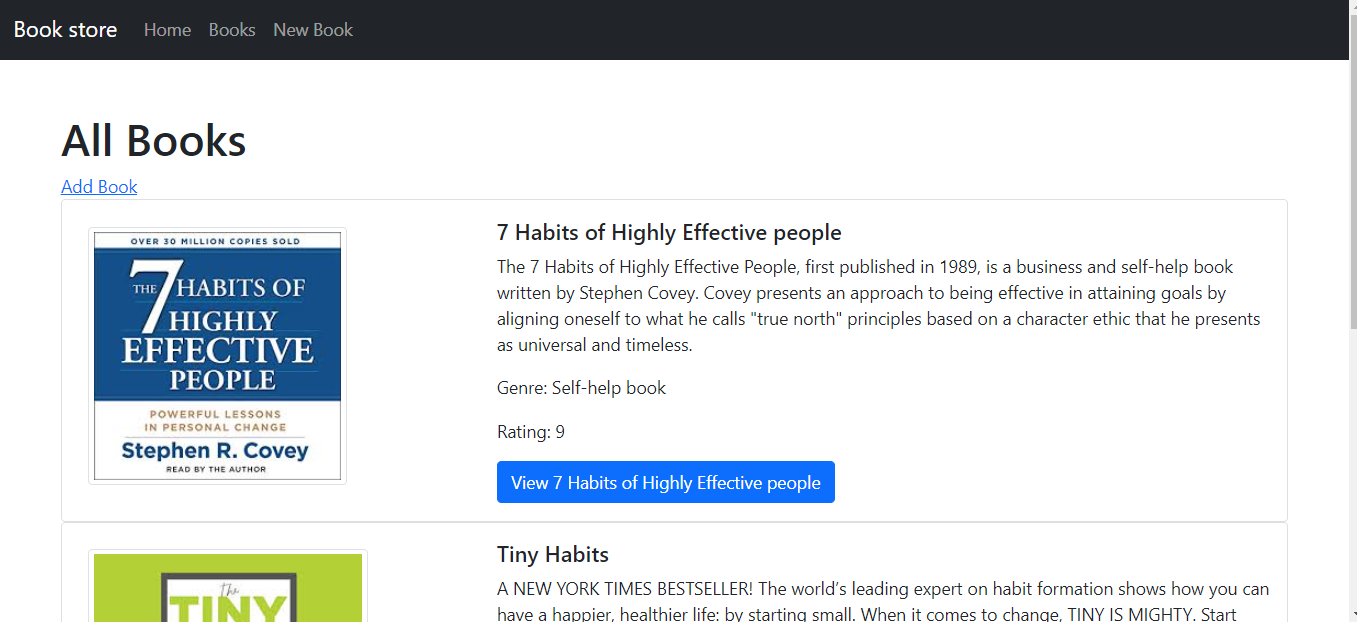 Book store Home Books New Book
All Books
Add Book
OVER 30 MILLION COPIES SOLD
THE 7 HABITS OF
HIGHLY
EFFECTIVE
PEOPLE
POWERFUL LESSONS
IN PERSONAL CHANGE
Stephen R. Covey
READ BY THE AUTHOR
7 Habits of Highly Effective people
The 7 Habits of Highly Effective People, first published in 1989, is a business and self-help book
written by Stephen Covey. Covey presents an approach to being effective in attaining goals by
aligning oneself to what he calls "true north" principles based on a character ethic that he presents
as universal and timeless.
Genre: Self-help book
Rating: 9
View 7 Habits of Highly Effective people
the
TINY
Tiny Habits
A NEW YORK TIMES BESTSELLER! The world’s leading expert on habit formation shows how you can
have a happier, healthier life: by starting small. When it comes to change, TINY IS MIGHTY. Start